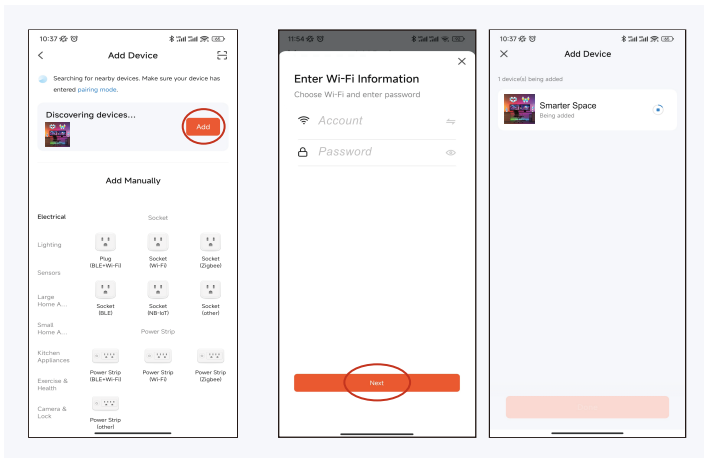 10:37
Add Device
Searching for nearby devices. Make sure your device has
entered pairing mode.
Discovering devices...
Add
Add Manually
Electrical
Socket
Lighting
Plug
(BLE+Wi-Fi)
Socket
(Wi-Fi)
Socket
(Zigbee)
Sensors
Large
Home A...
Socket
(BLE)
Socket
(NB-IoT)
Socket
(other)
Small
Home A...
Power Strip
Kitchen
Appliances
Power Strip
(BLE+Wi-Fi)
Power Strip
(Wi-Fi)
Power Strip
(Zigbee)
Exercise &
Health
Camera &
Lock
Power Strip
(other)
11:54
Enter Wi-Fi Information
Choose Wi-Fi and enter password
Account
Password
Next
10:37
Add Device
1 device(s) being added
Smarter Space
Being added